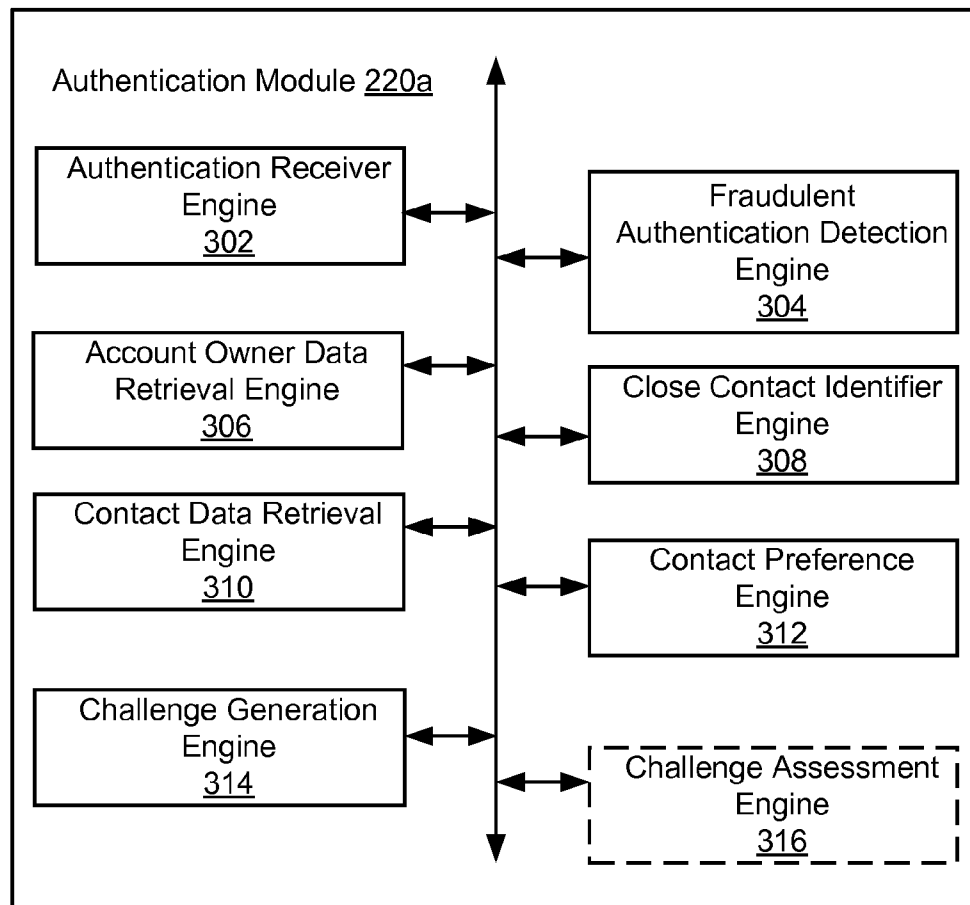 Authentication Module 220a
Authentication Receiver
Engine
302
Fraudulent
Authentication Detection
Engine
304
Account Owner Data
Retrieval Engine
306
Close Contact Identifier
Engine
308
Contact Data Retrieval
Engine
310
Contact Preference
Engine
312
Challenge Generation
Engine
314
Challenge Assessment
Engine
316